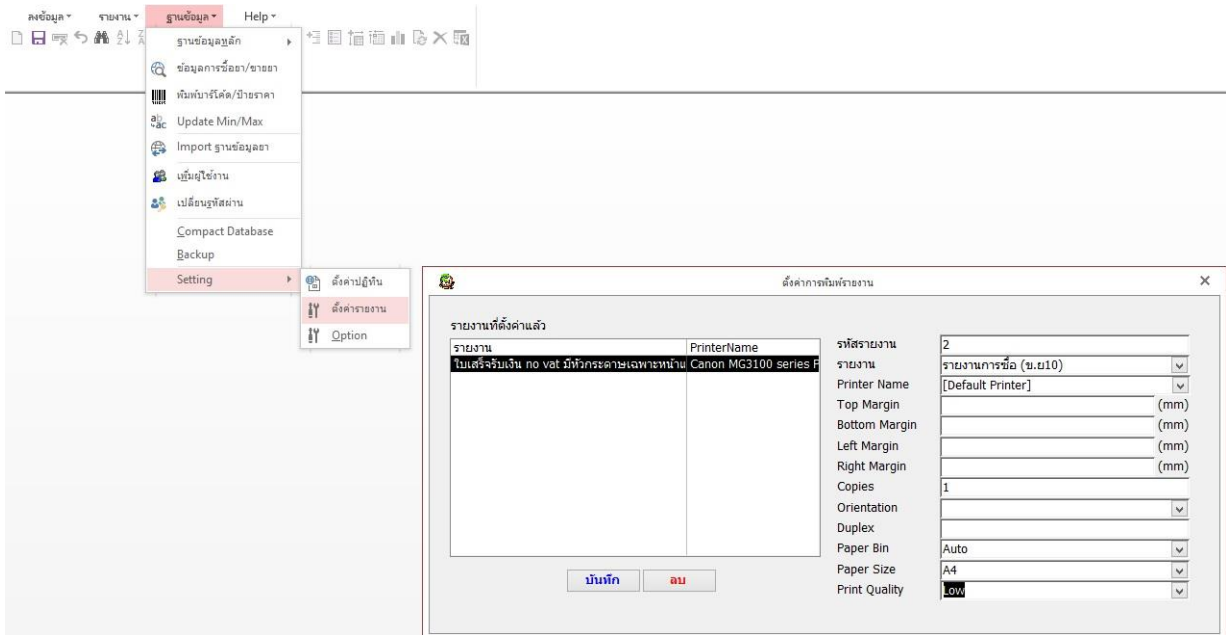 ลงข้อมูล รายงาน ฐานข้อมูล Help
ฐานข้อมูลหลัก
ข้อมูลการซื้อยา/ขายยา
พิมพ์บาร์โค้ด/ป้ายราคา
Update Min/Max
Import ฐานข้อมูลยา
เพิ่มผู้ใช้งาน
เปลี่ยนรหัสผ่าน
Compact Database
Backup
Setting
ตั้งค่าปฏิทิน
ตั้งค่ารายงาน
Option
ตั้งค่าการพิมพ์รายงาน
รายงานที่ตั้งค่าแล้ว
รายงาน PrinterName
ใบเสร็จรับเงิน no vat มีหัวกระดาษเฉพาะหน้าแ Canon MG3100 series P
บันทึก ลบ
รหัสรายงาน 2
รายงาน รายงานการซื้อ (ข.ย10)
Printer Name [Default Printer]
Top Margin (mm)
Bottom Margin (mm)
Left Margin (mm)
Right Margin (mm)
Copies 1
Orientation
Duplex
Paper Bin Auto
Paper Size A4
Print Quality Low